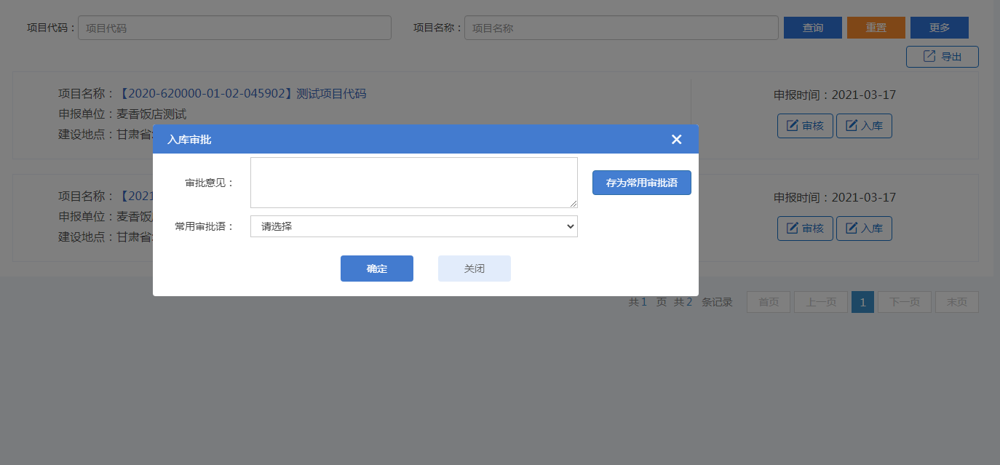 项目代码： 项目代码 项目名称： 项目名称 查询 重置 更多
导出
项目名称：【2020-620000-01-02-045902】测试项目代码
申报单位：麦香饭店测试
建设地点：甘肃省
申报时间：2021-03-17
审核 入库
入库审批 ×
审批意见：
存为常用审批语
常用审批语： 请选择
确定 关闭
项目名称：【2021
申报单位：麦香饭
建设地点：甘肃省
申报时间：2021-03-17
审核 入库
共1 页 共2 条记录 首页 上一页 1 下一页 末页